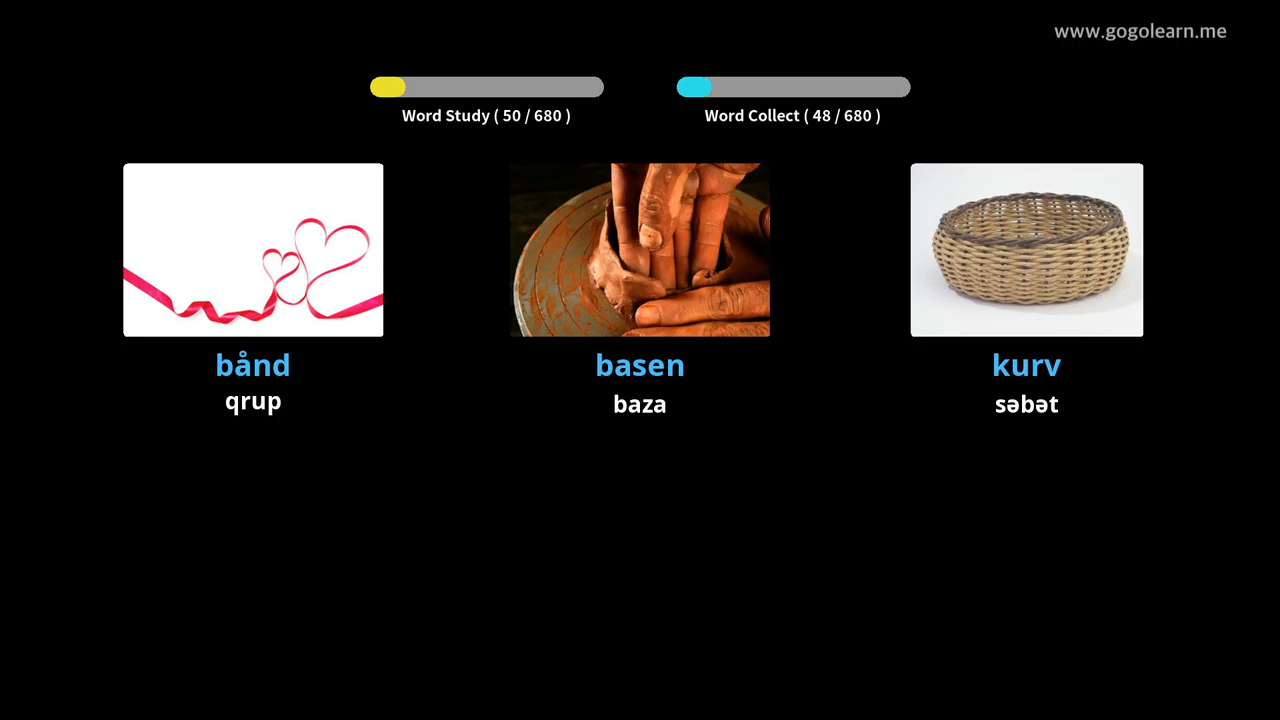 www.gogolearn.me
Word Study ( 50 / 680 )
Word Collect ( 48 / 680 )
bånd
basen
kurv
qrup
baza
səbət